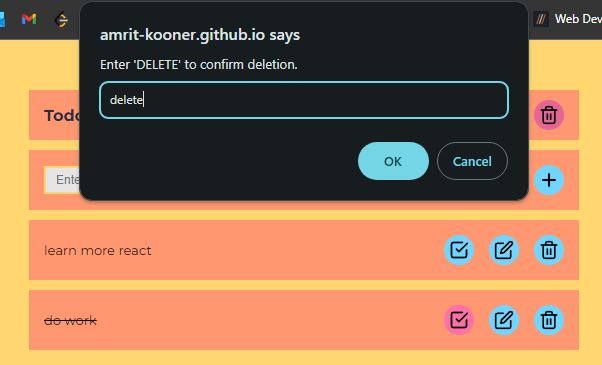 Web Dev
amrit-kooner.github.io says
Enter 'DELETE' to confirm deletion.
delete
OK Cancel
Todo
Ente
learn more react
do work